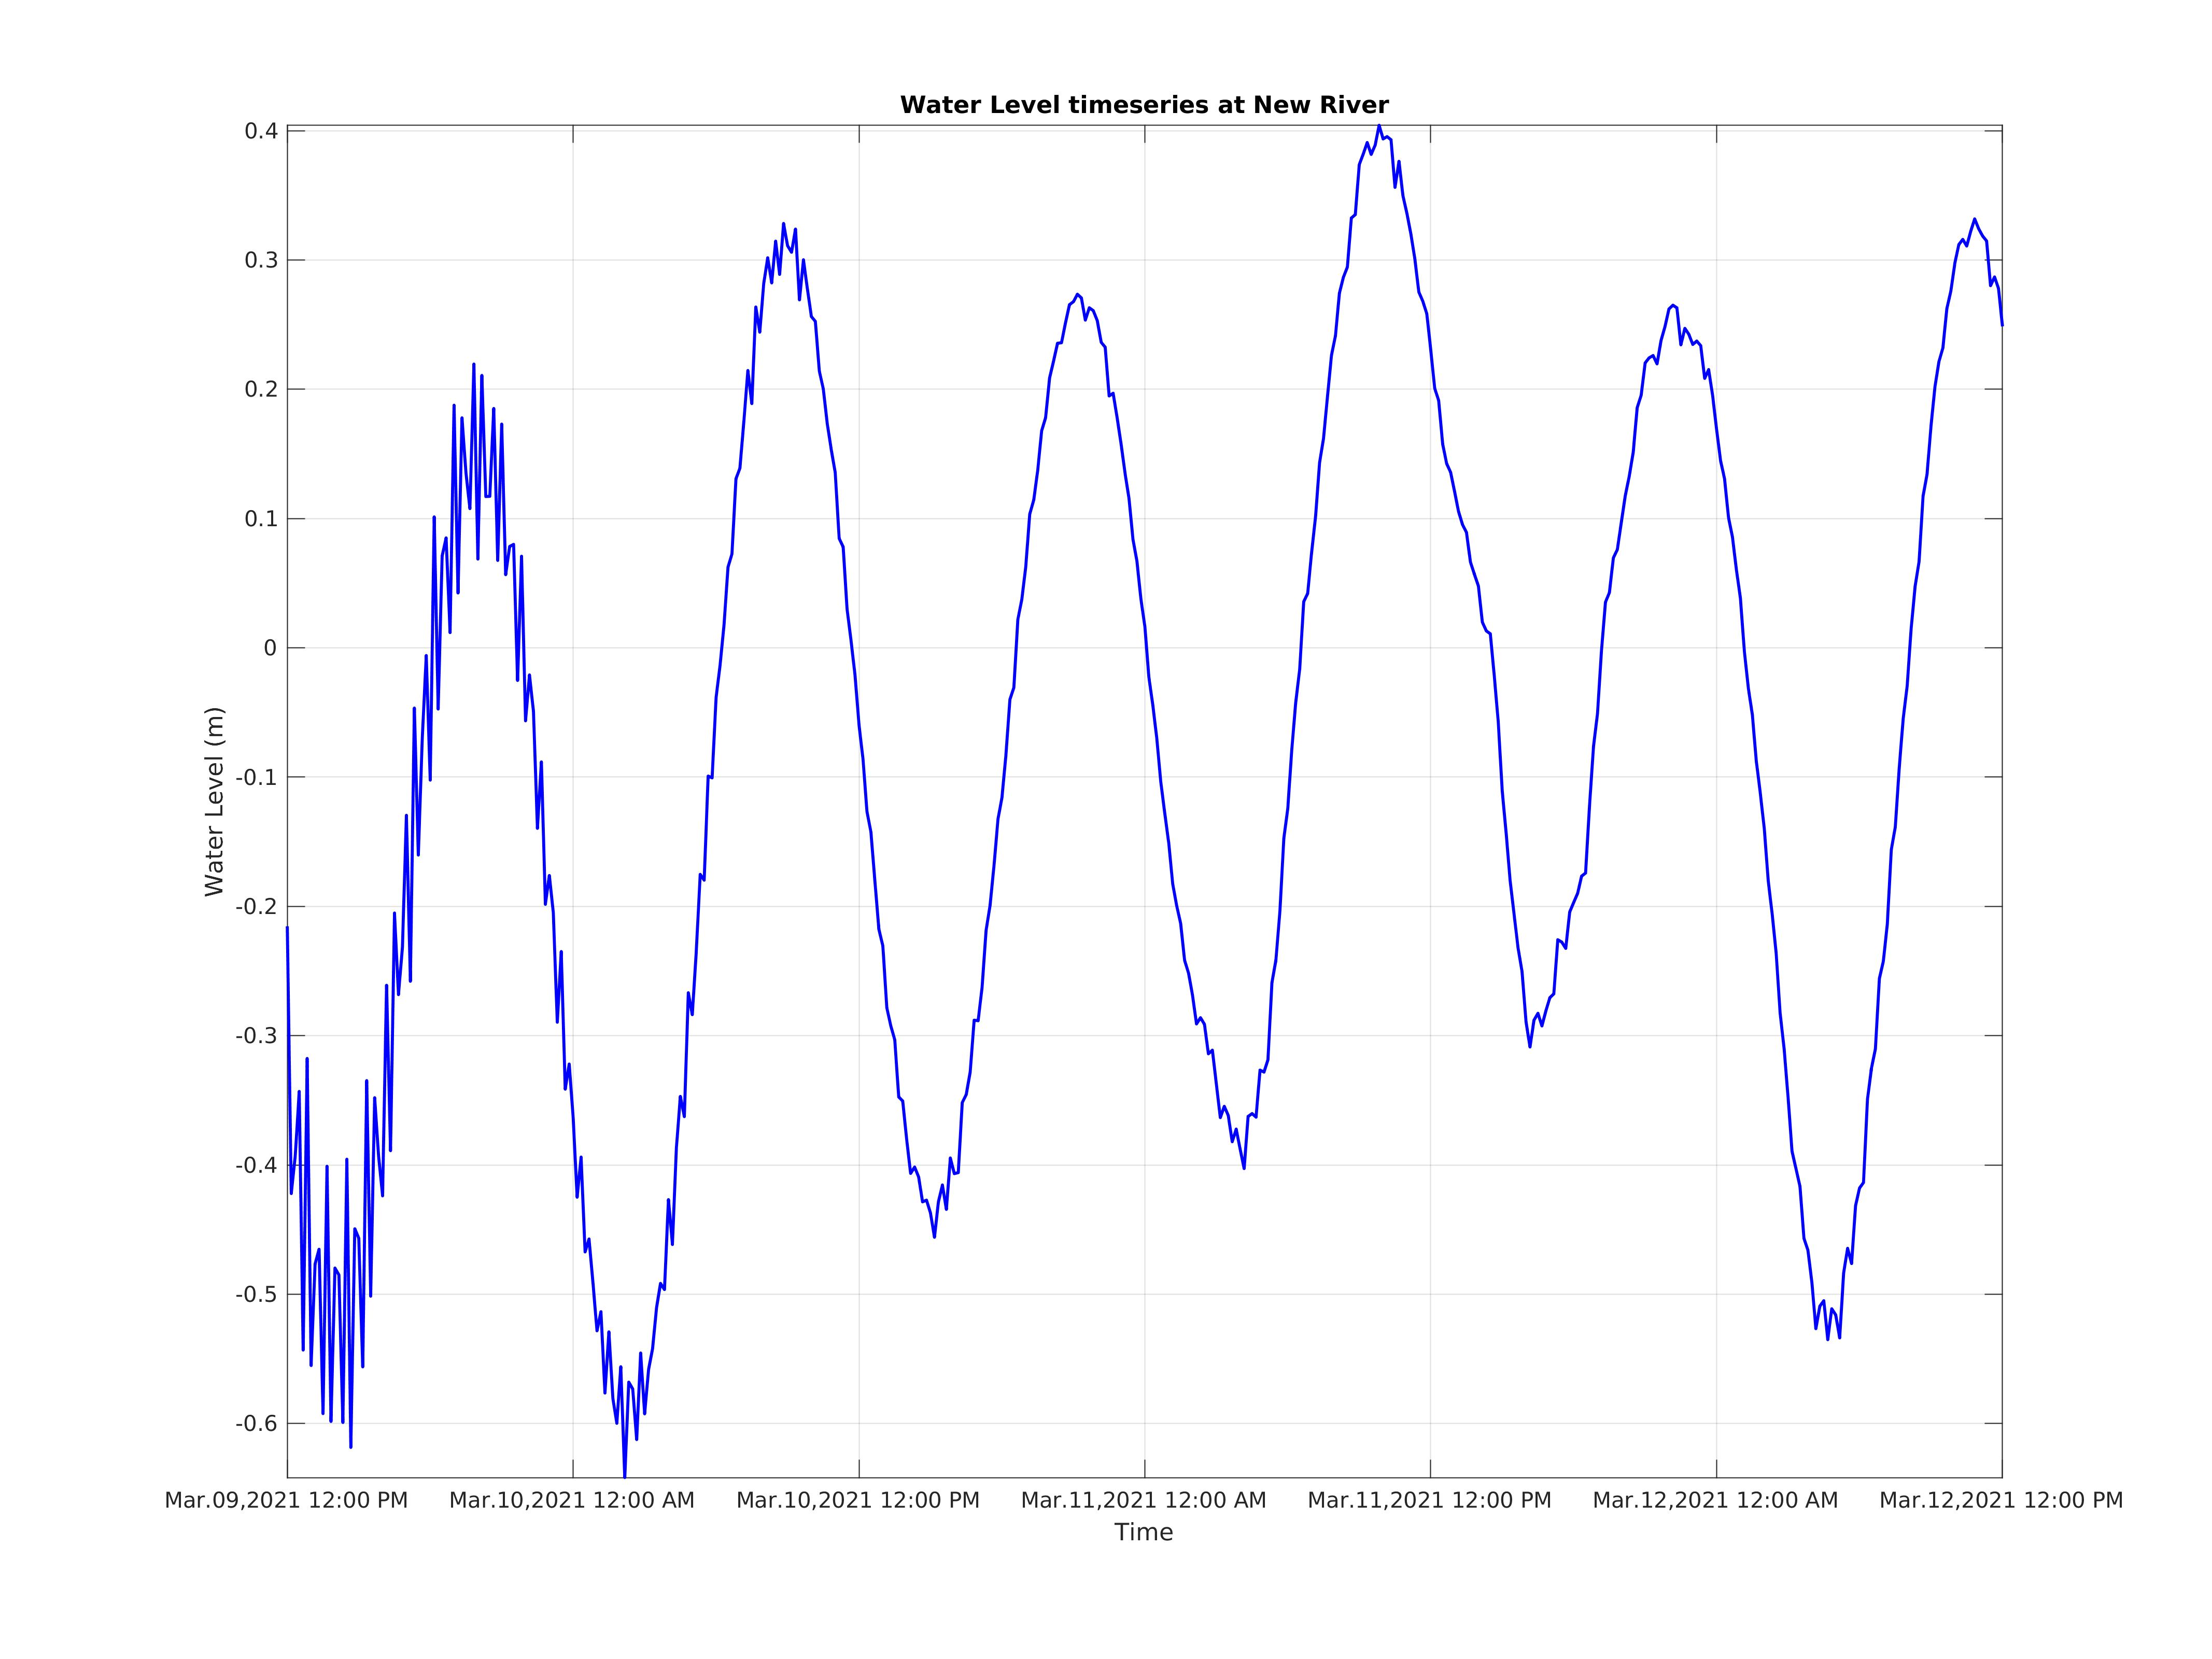 Water Level timeseries at New River
0.4
0.3
0.2
0.1
0
-0.1
-0.2
-0.3
-0.4
-0.5
-0.6
Water Level (m)
Mar.09,2021 12:00 PM Mar.10,2021 12:00 AM Mar.10,2021 12:00 PM Mar.11,2021 12:00 AM Mar.11,2021 12:00 PM Mar.12,2021 12:00 AM Mar.12,2021 12:00 PM
Time